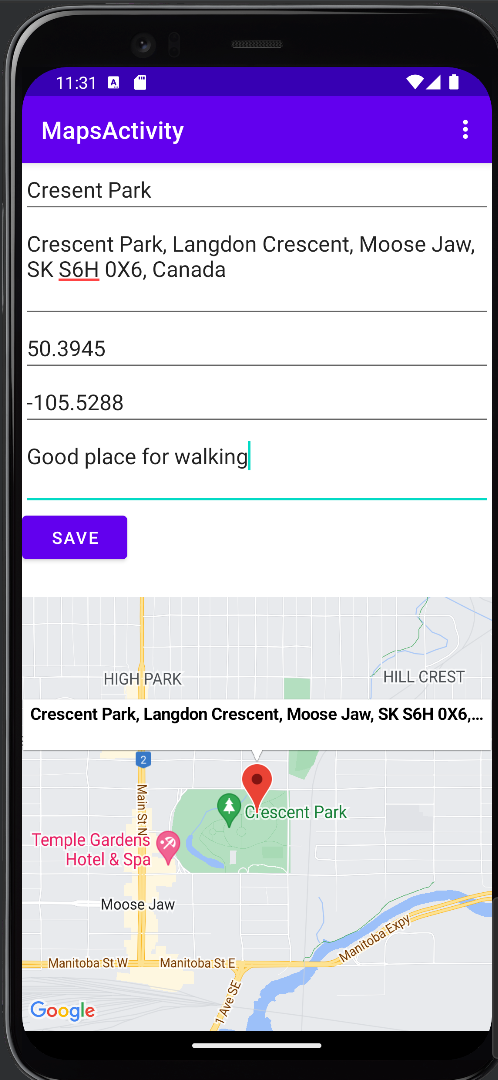 11:31 A
MapsActivity
Cresent Park
Crescent Park, Langdon Crescent, Moose Jaw,
SK S6H 0X6, Canada
50.3945
-105.5288
Good place for walking
SAVE
HIGH PARK
HILL CREST
Crescent Park, Langdon Crescent, Moose Jaw, SK S6H 0X6,...
2
Main St N
Crescent Park
Temple Gardens
Hotel & Spa
Moose Jaw
Manitoba Expy
Manitoba St W
Manitoba St E
1 Ave SE
Google